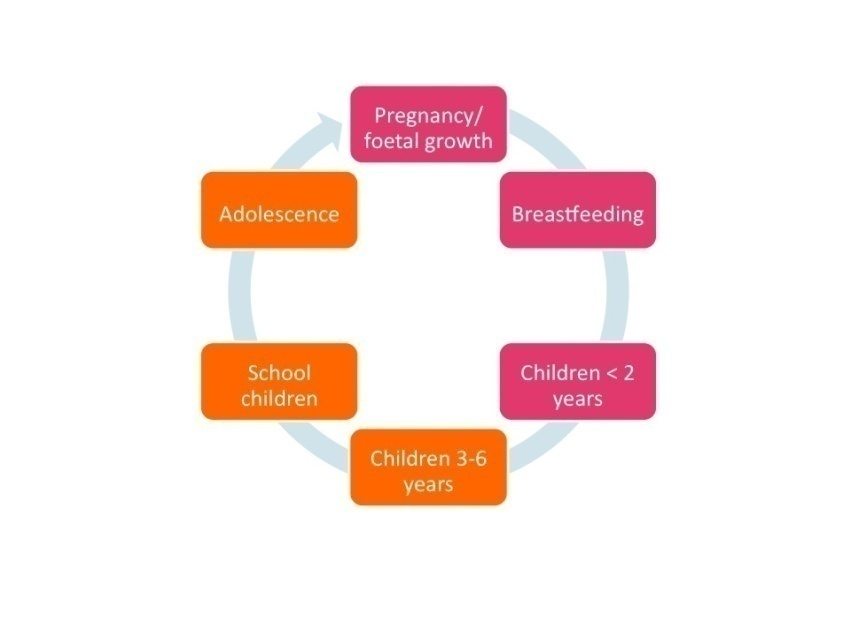 Pregnancy/
foetal growth
Breastfeeding
Children < 2
years
Children 3-6
years
School
children
Adolescence